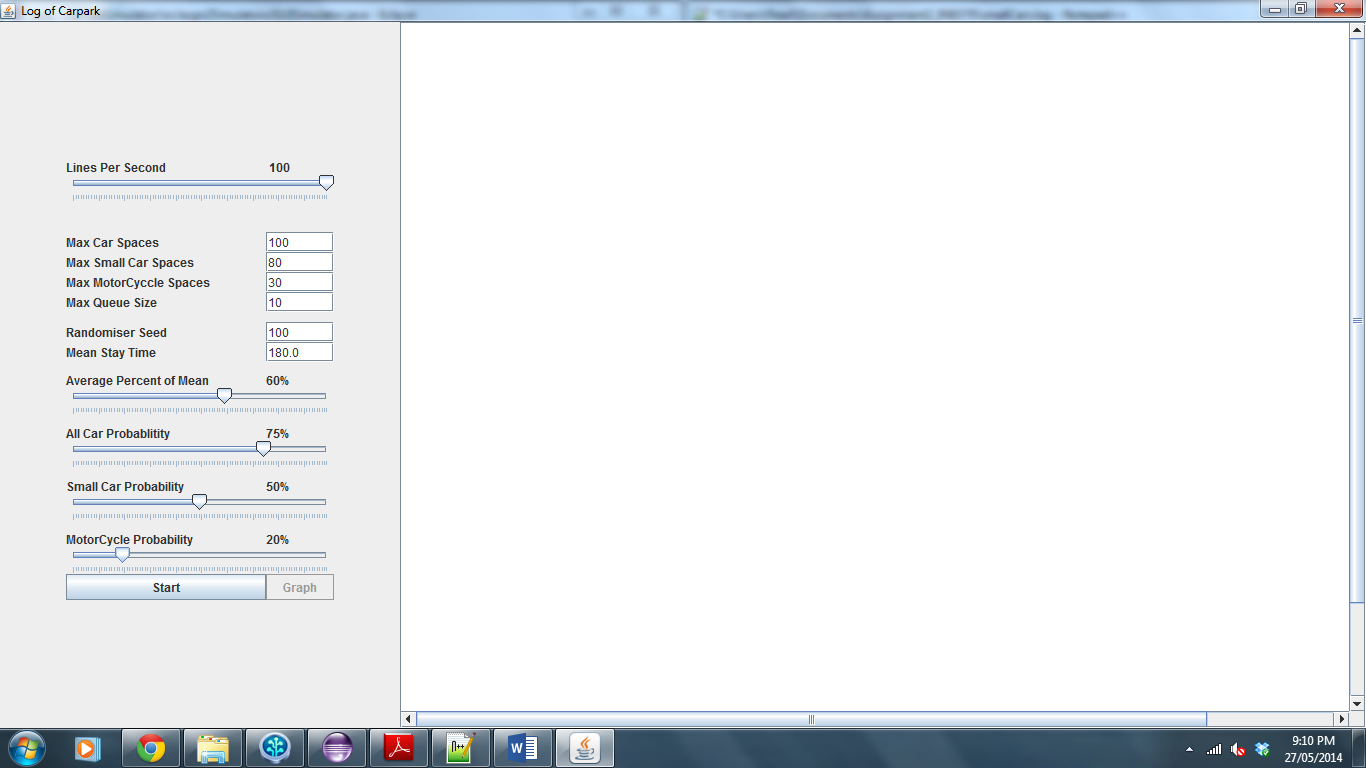 Log of Carpark
Lines Per Second 100
Max Car Spaces 100
Max Small Car Spaces 80
Max MotorCyccle Spaces 30
Max Queue Size 10
Randomiser Seed 100
Mean Stay Time 180.0
Average Percent of Mean 60%
All Car Probablitity 75%
Small Car Probability 50%
MotorCycle Probability 20%
Start Graph
9:10 PM
27/05/2014